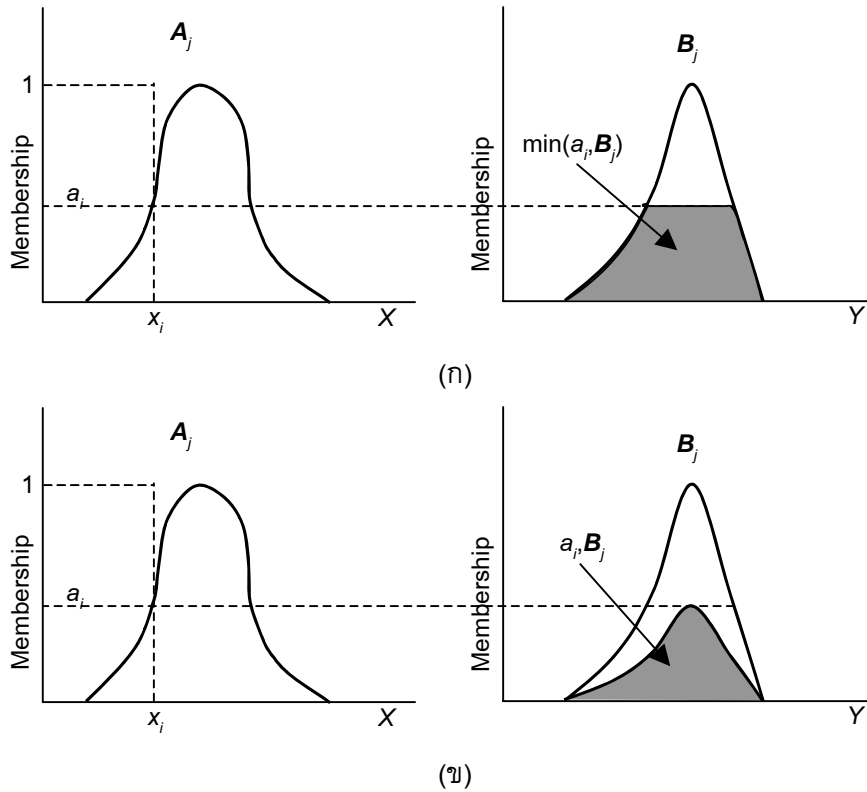 A_j
B_j
1
min(a_i,B_j)
a_i
Membership
Membership
x_i
X
Y
(ก)
A_j
B_j
1
a_i,B_j
a_i
Membership
Membership
x_i
X
Y
(ข)